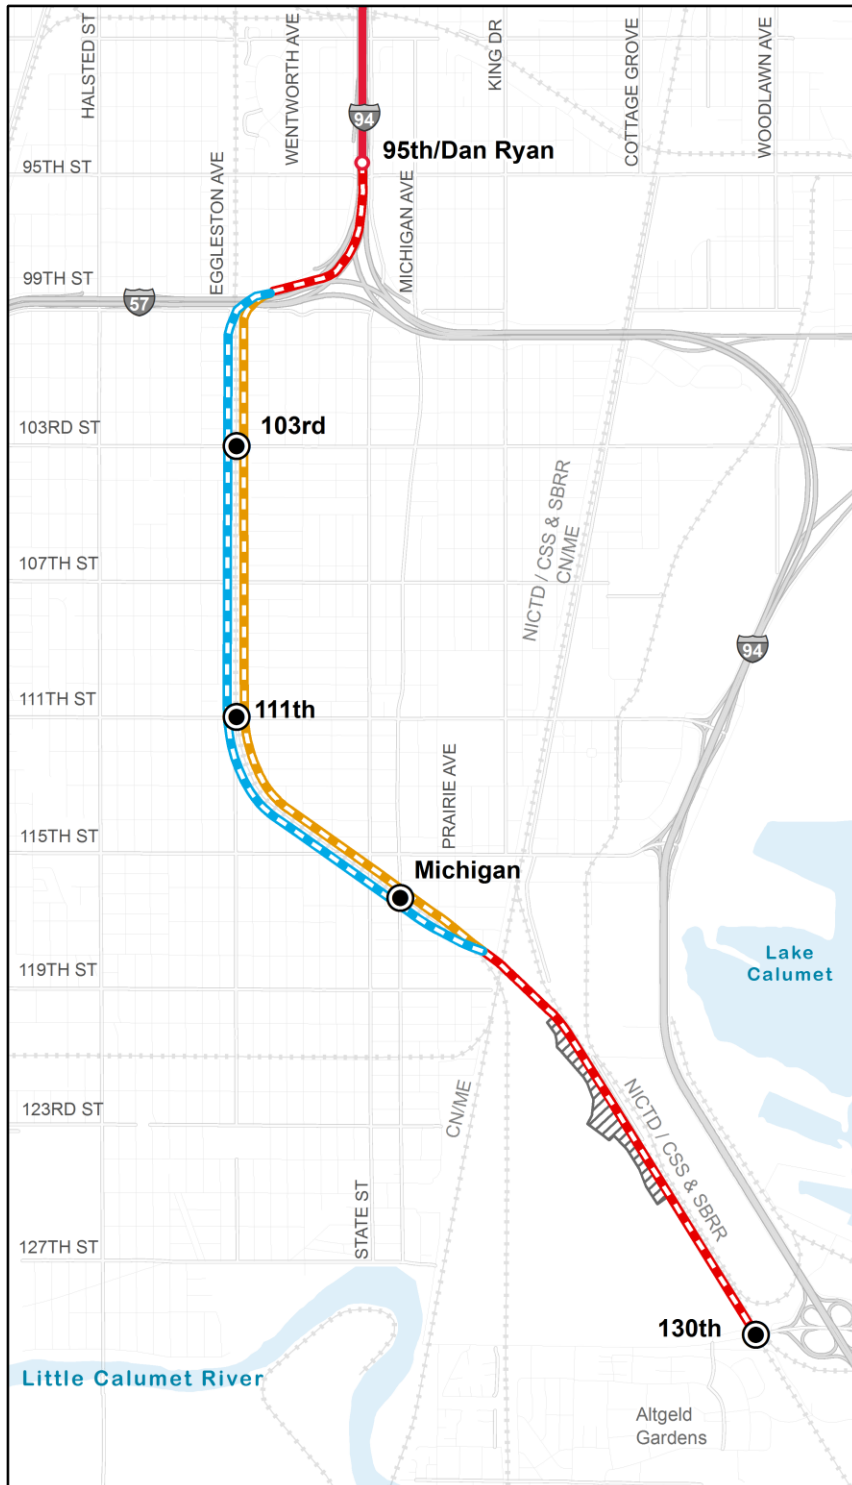 HALSTED ST
WENTWORTH AVE
KING DR
COTTAGE GROVE
WOODLAWN AVE
94
95th/Dan Ryan
95TH ST
EGGLESTON AVE
MICHIGAN AVE
99TH ST
57
103rd
103RD ST
NICTD / CSS & SBRR
CN/ME
107TH ST
94
111TH ST
111th
PRAIRIE AVE
115TH ST
Michigan
Lake
Calumet
119TH ST
NICTD / CSS & SBRR
CN/ME
123RD ST
STATE ST
127TH ST
130th
Little Calumet River
Altgeld
Gardens